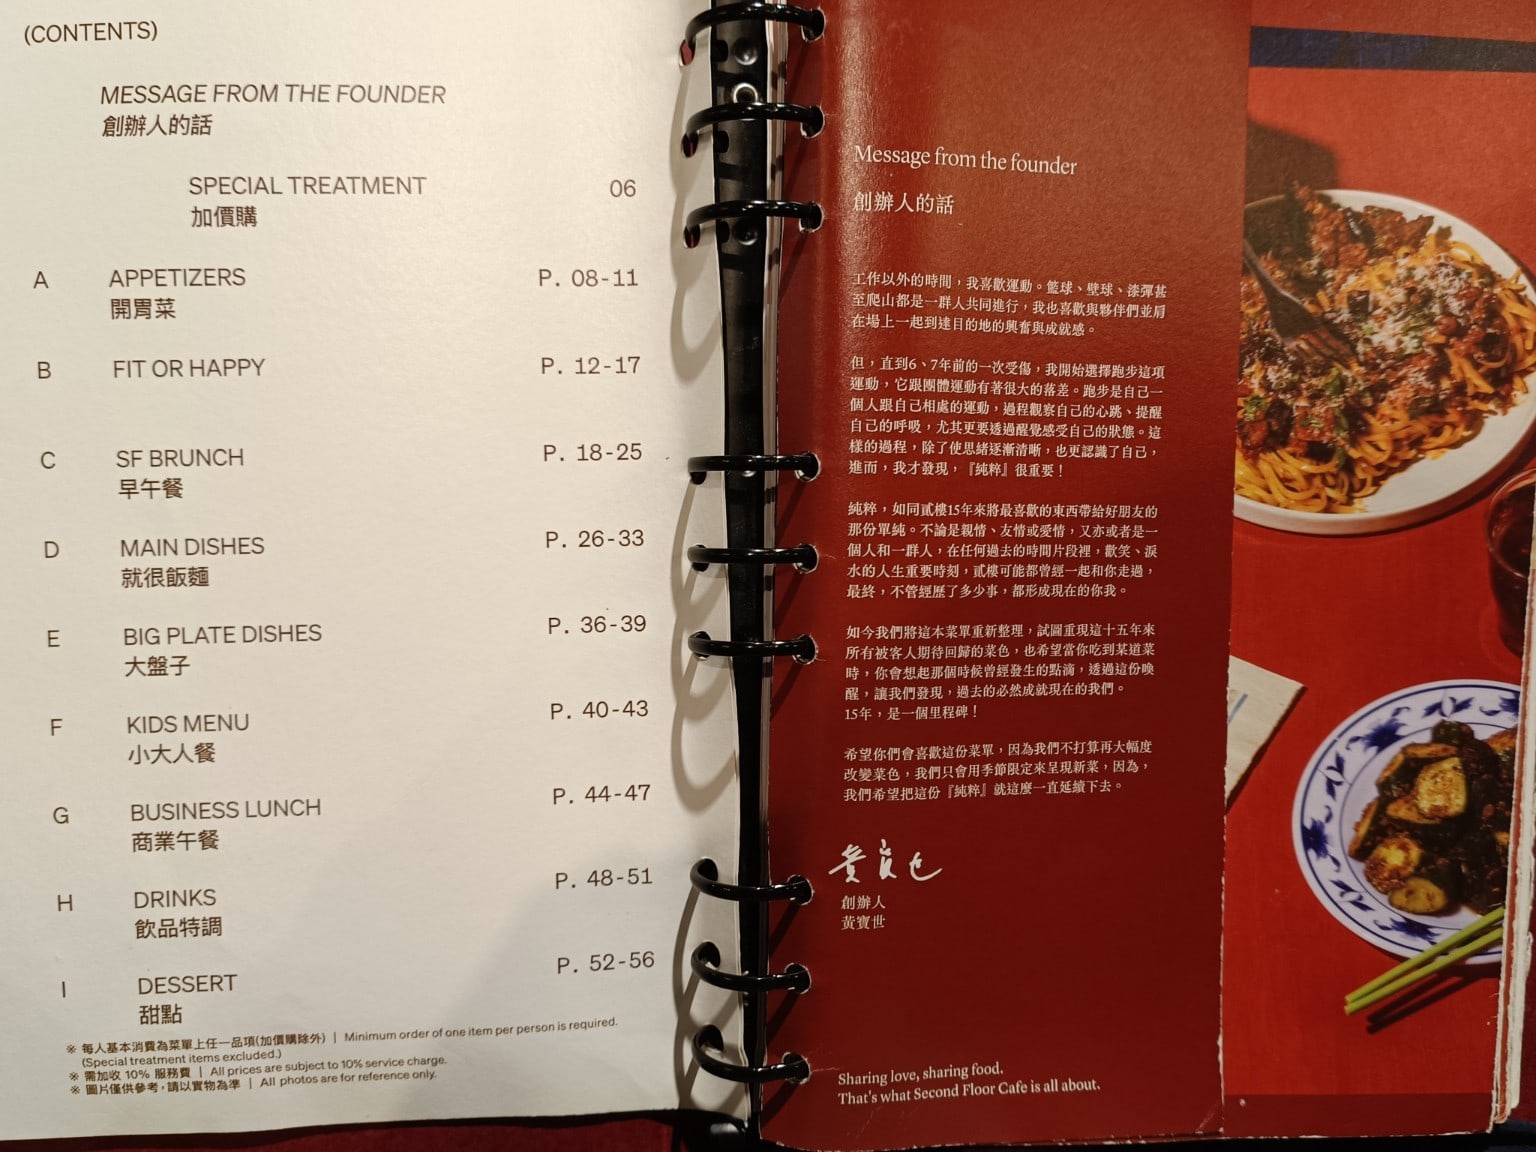 (CONTENTS)
MESSAGE FROM THE FOUNDER
創辦人的話
SPECIAL TREATMENT 06
加價購
A APPETIZERS P. 08-11
開胃菜
B FIT OR HAPPY P. 12-17
C SF BRUNCH P. 18-25
早午餐
D MAIN DISHES P. 26-33
就很飯麵
E BIG PLATE DISHES P. 36-39
大盤子
F KIDS MENU P. 40-43
小大人餐
G BUSINESS LUNCH P. 44-47
商業午餐
H DRINKS P. 48-51
飲品特調
I DESSERT P. 52-56
甜點
※ 每人基本消費為菜單上任一品項(加價購除外) | Minimum order of one item per person is required.
(Special treatment items excluded.)
※ 需加收 10% 服務費 | All prices are subject to 10% service charge.
※ 圖片僅供參考，請以實物為準 | All photos are for reference only.
Message from the founder
創辦人的話
工作以外的時間，我喜歡運動。籃球、壁球、漆彈甚
至爬山都是一群人共同進行，我也喜歡與夥伴們並肩
在場上一起到達目的地的興奮與成就感。
但，直到6、7年前的一次受傷，我開始選擇跑步這項
運動，它跟團體運動有著很大的落差。跑步是自己一
個人跟自己相處的運動，過程觀察自己的心跳、提醒
自己的呼吸，尤其更要透過醒覺感受自己的狀態。這
樣的過程，除了使思緒逐漸清晰，也更認識了自己，
進而，我才發現，『純粹』很重要！
純粹，如同貳樓15年來將最喜歡的東西帶給好朋友的
那份單純。不論是親情、友情或愛情，又亦或者是一
個人和一群人，在任何過去的時間片段裡，歡笑、淚
水的人生重要時刻，貳樓可能都曾經一起和你走過，
最終，不管經歷了多少事，都形成現在的你我。
如今我們將這本菜單重新整理，試圖重現這十五年來
所有被客人期待回歸的菜色，也希望當你吃到某道菜
時，你會想起那個時候曾經發生的點滴，透過這份喚
醒，讓我們發現，過去的必然成就現在的我們。
15年，是一個里程碑！
希望你們會喜歡這份菜單，因為我們不打算再大幅度
改變菜色，我們只會用季節限定來呈現新菜，因為，
我們希望把這份『純粹』就這麼一直延續下去。
創辦人
黃寶世
Sharing love, sharing food.
That's what Second Floor Cafe is all about.